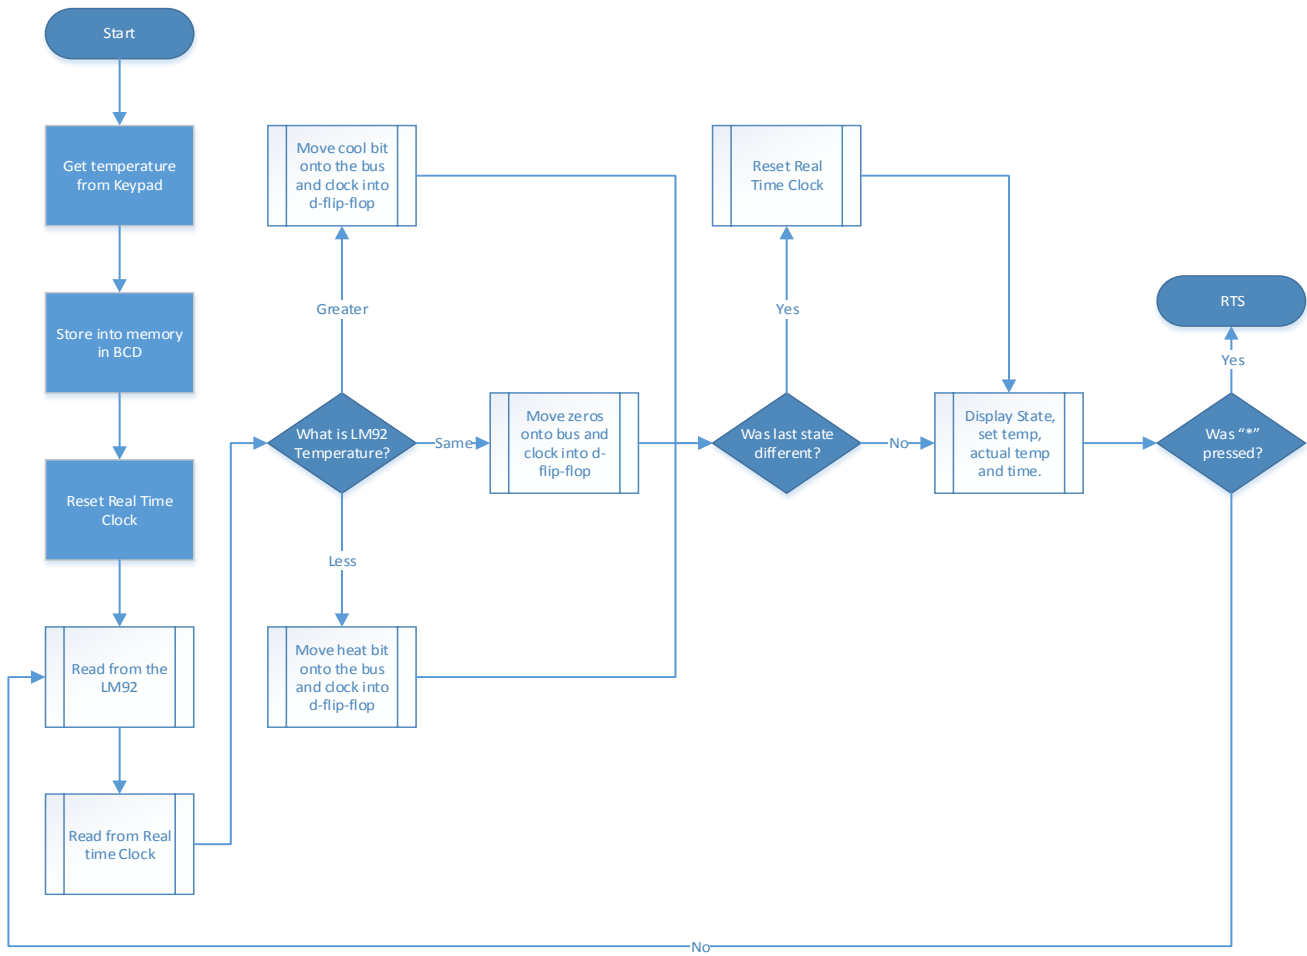 Start
Get temperature
from Keypad
Store into memory
in BCD
Reset Real Time
Clock
Read from the
LM92
Read from Real
time Clock
Move cool bit
onto the bus
and clock into
d-flip-flop
Greater
What is LM92
Temperature?
Same
Less
Move heat bit
onto the bus
and clock into
d-flip-flop
Move zeros
onto bus and
clock into d-
flip-flop
Reset Real
Time Clock
Yes
Was last state
different?
No
Display State,
set temp,
actual temp
and time.
RTS
Yes
Was “*”
pressed?
No